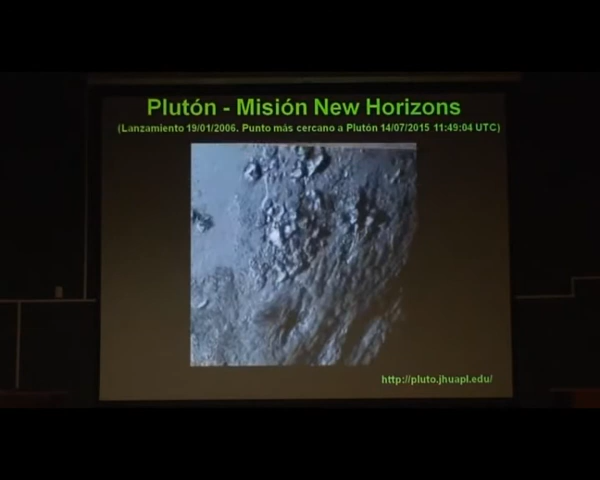 Plutón - Misión New Horizons
(Lanzamiento 19/01/2006. Punto más cercano a Plutón 14/07/2015 11:49:04 UTC)
http://pluto.jhuapl.edu/